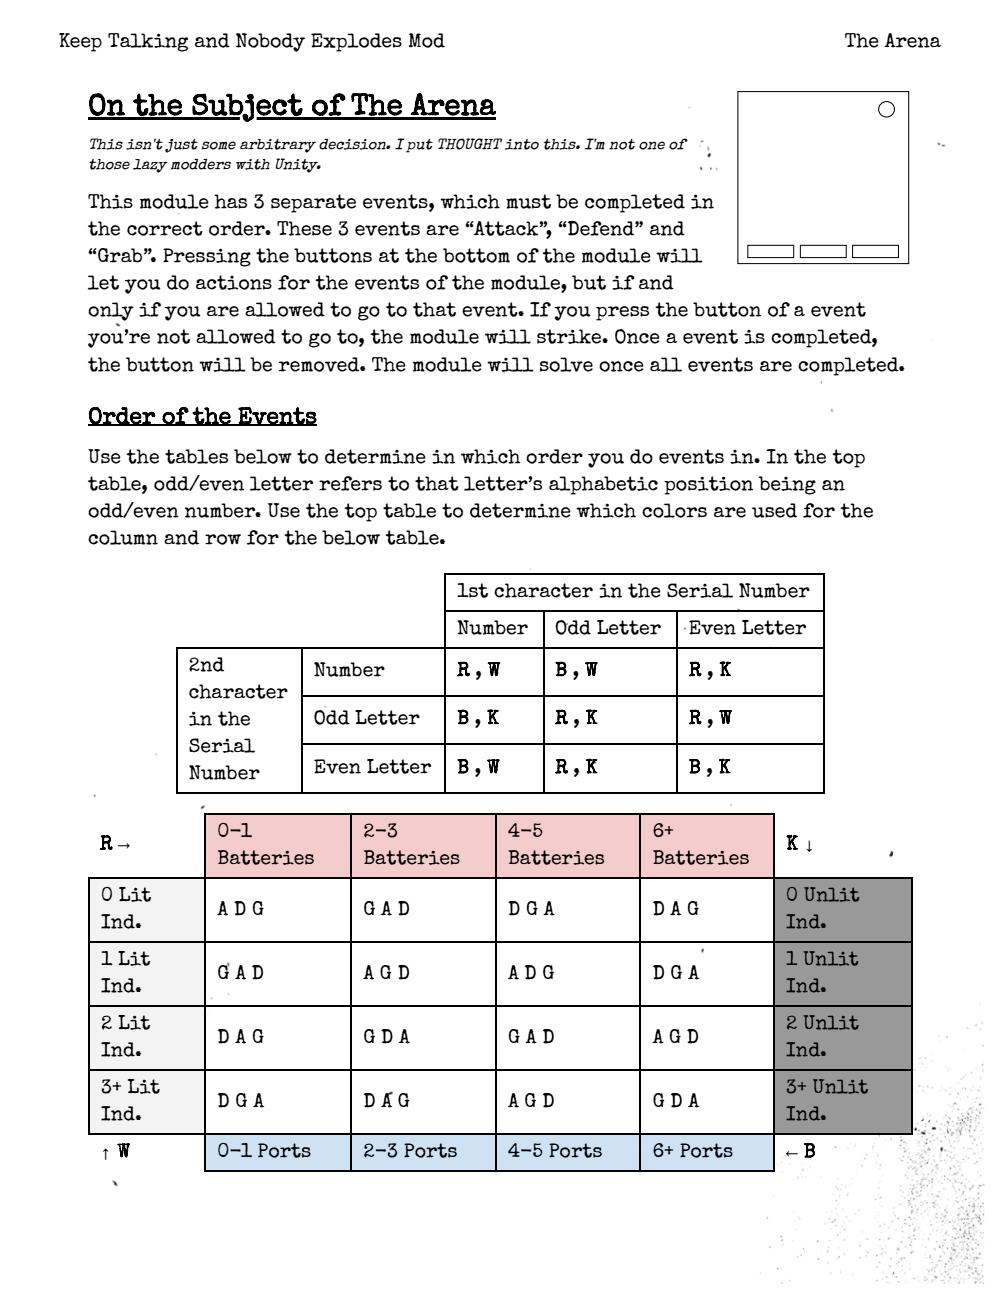 Keep Talking and Nobody Explodes Mod
The Arena
On the Subject of The Arena
This isn't just some arbitrary decision. I put THOUGHT into this. I'm not one of
those lazy modders with Unity.
This module has 3 separate events, which must be completed in
the correct order. These 3 events are “Attack”, “Defend” and
“Grab”. Pressing the buttons at the bottom of the module will
let you do actions for the events of the module, but if and
only if you are allowed to go to that event. If you press the button of a event
you're not allowed to go to, the module will strike. Once a event is completed,
the button will be removed. The module will solve once all events are completed.
Order of the Events
Use the tables below to determine in which order you do events in. In the top
table, odd/even letter refers to that letter's alphabetic position being an
odd/even number. Use the top table to determine which colors are used for the
column and row for the below table.
1st character in the Serial Number
Number Odd Letter Even Letter
2nd
character
in the
Serial
Number
Number R,W B,W R,K
Odd Letter B,K R,K R,W
Even Letter B,W R,K B,K
R→
0-1
Batteries
2-3
Batteries
4-5
Batteries
6+
Batteries
K ↓
0 Lit
Ind.
A D G G A D D G A D A G
0 Unlit
Ind.
1 Lit
Ind.
G A D A G D A D G D G A
1 Unlit
Ind.
2 Lit
Ind.
D A G G D A G A D A G D
2 Unlit
Ind.
3+ Lit
Ind.
D G A D A G A G D G D A
3+ Unlit
Ind.
↑ W 0-1 Ports 2-3 Ports 4-5 Ports 6+ Ports ← B